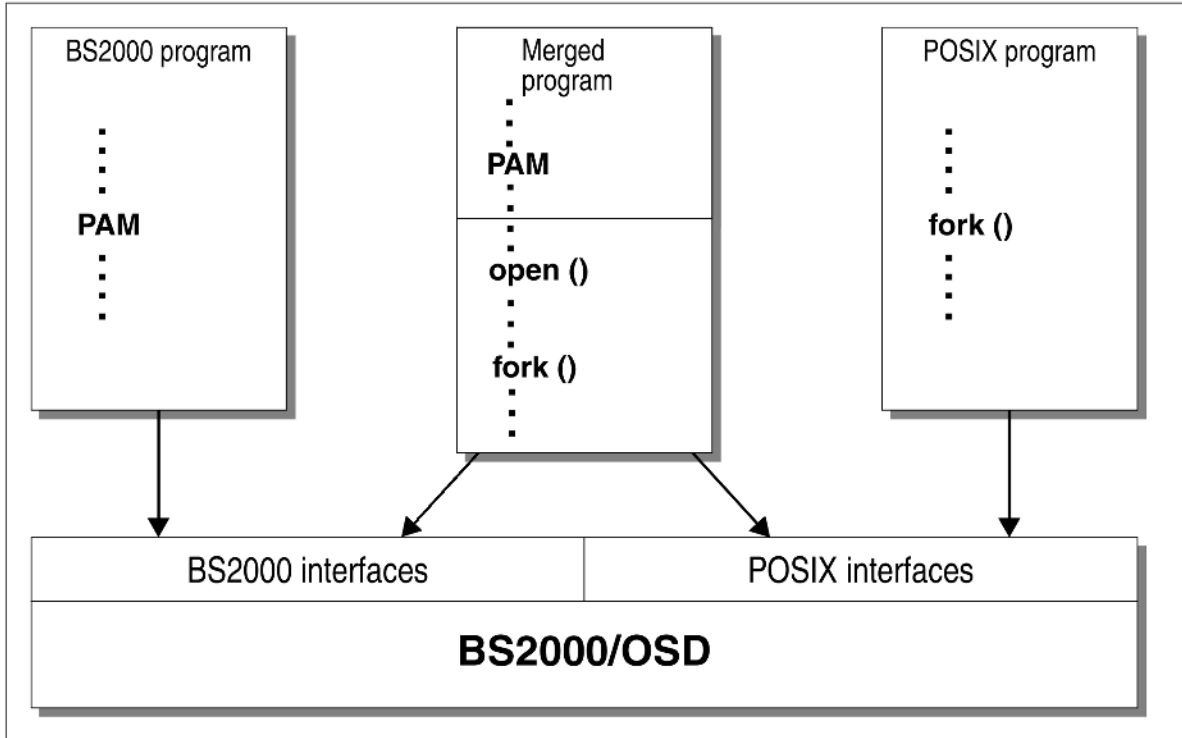 BS2000 program
PAM
Merged
program
PAM
open ()
fork ()
POSIX program
fork ()
BS2000 interfaces
POSIX interfaces
BS2000/OSD